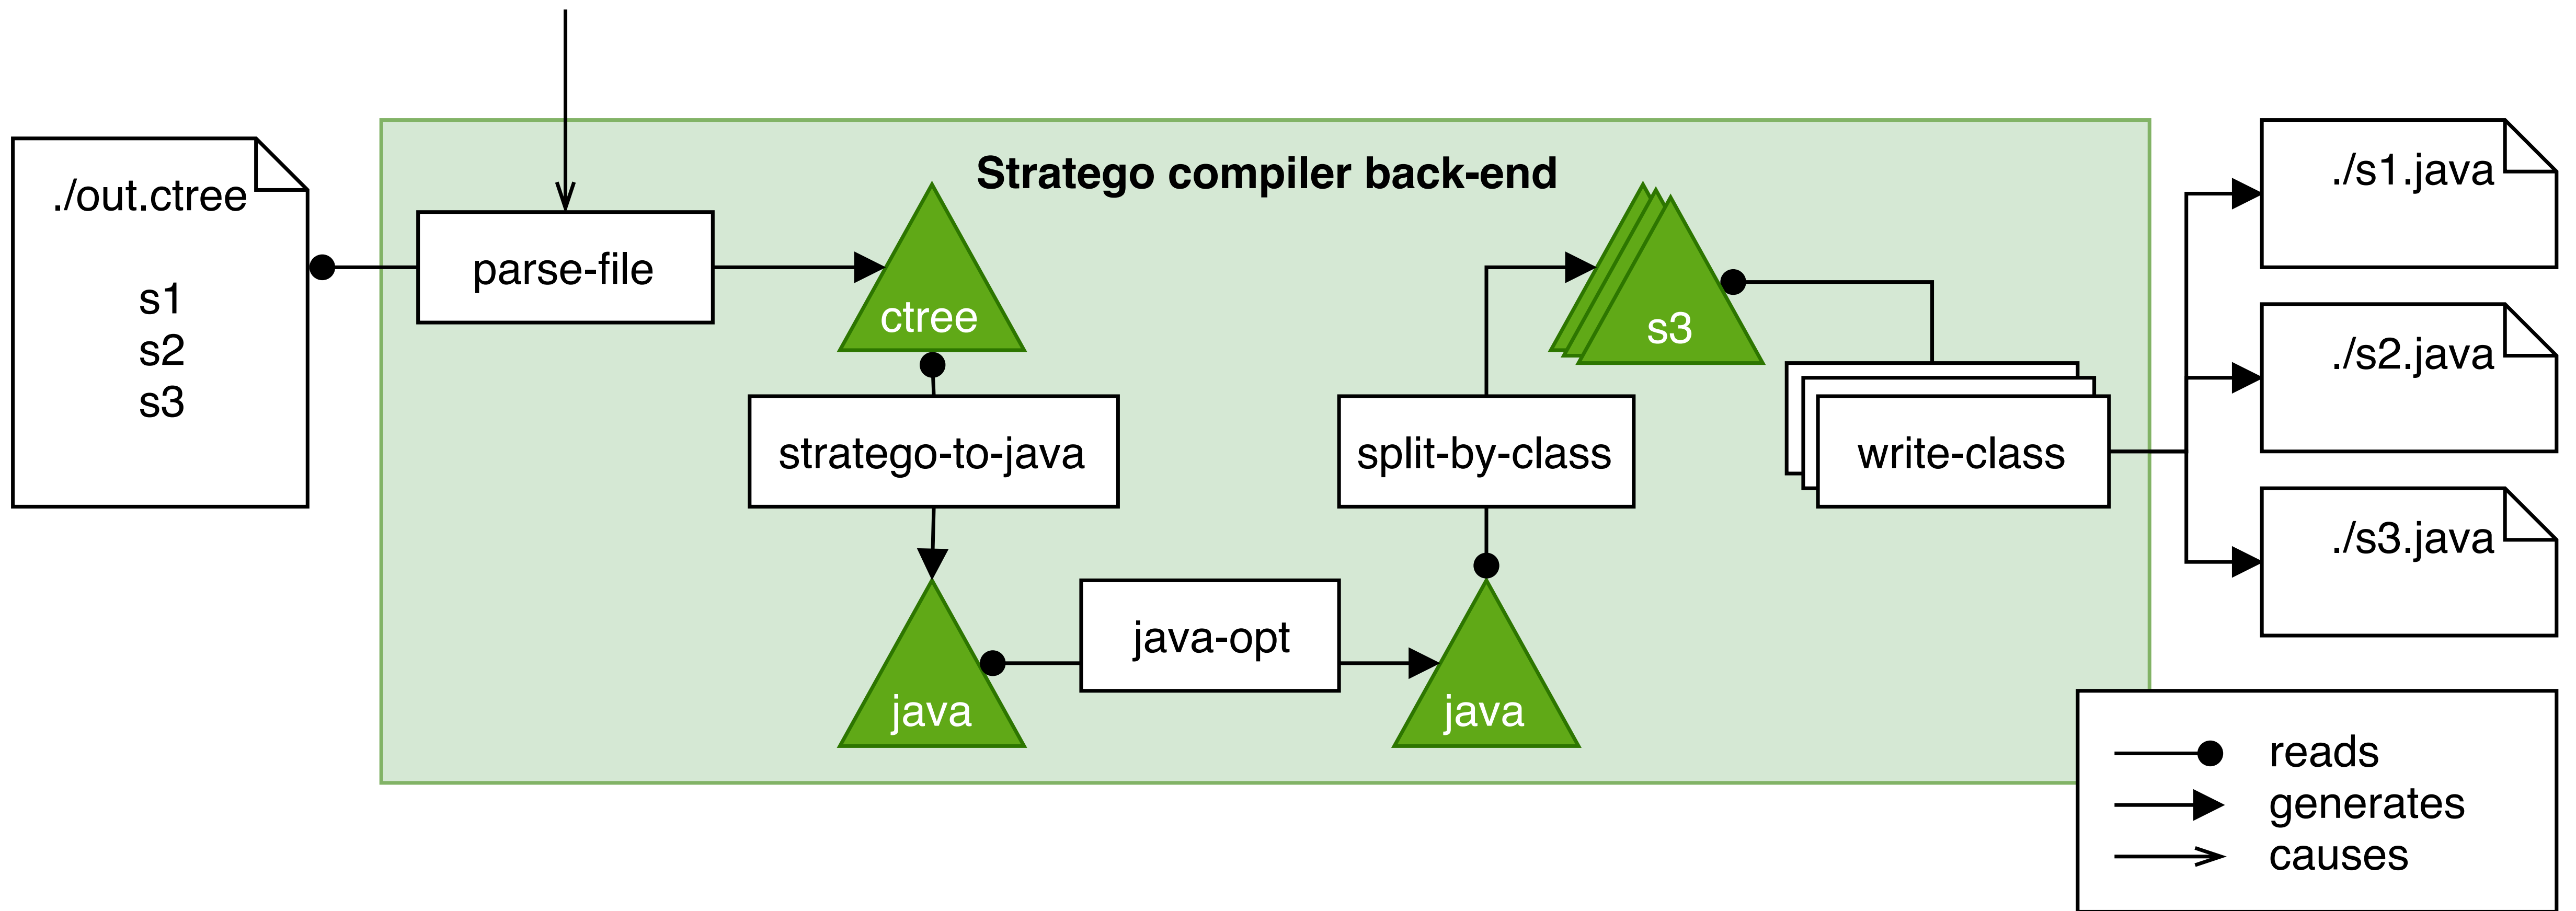 Stratego compiler back-end
./out.ctree
s1
s2
s3
parse-file
ctree
stratego-to-java
java
java-opt
java
split-by-class
s3
write-class
./s1.java
./s2.java
./s3.java
reads
generates
causes